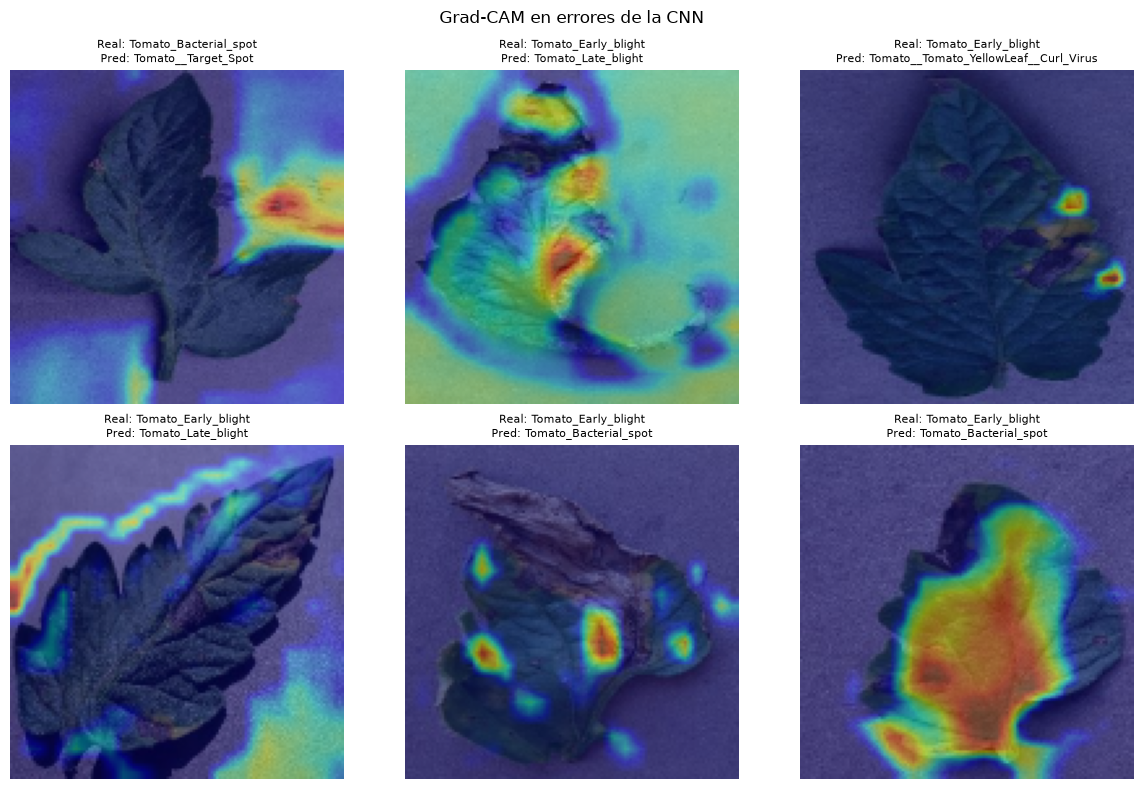 Grad-CAM en errores de la CNN
Real: Tomato_Bacterial_spot
Pred: Tomato__Target_Spot
Real: Tomato_Early_blight
Pred: Tomato_Late_blight
Real: Tomato_Early_blight
Pred: Tomato__Tomato_YellowLeaf__Curl_Virus
Real: Tomato_Early_blight
Pred: Tomato_Late_blight
Real: Tomato_Early_blight
Pred: Tomato_Bacterial_spot
Real: Tomato_Early_blight
Pred: Tomato_Bacterial_spot